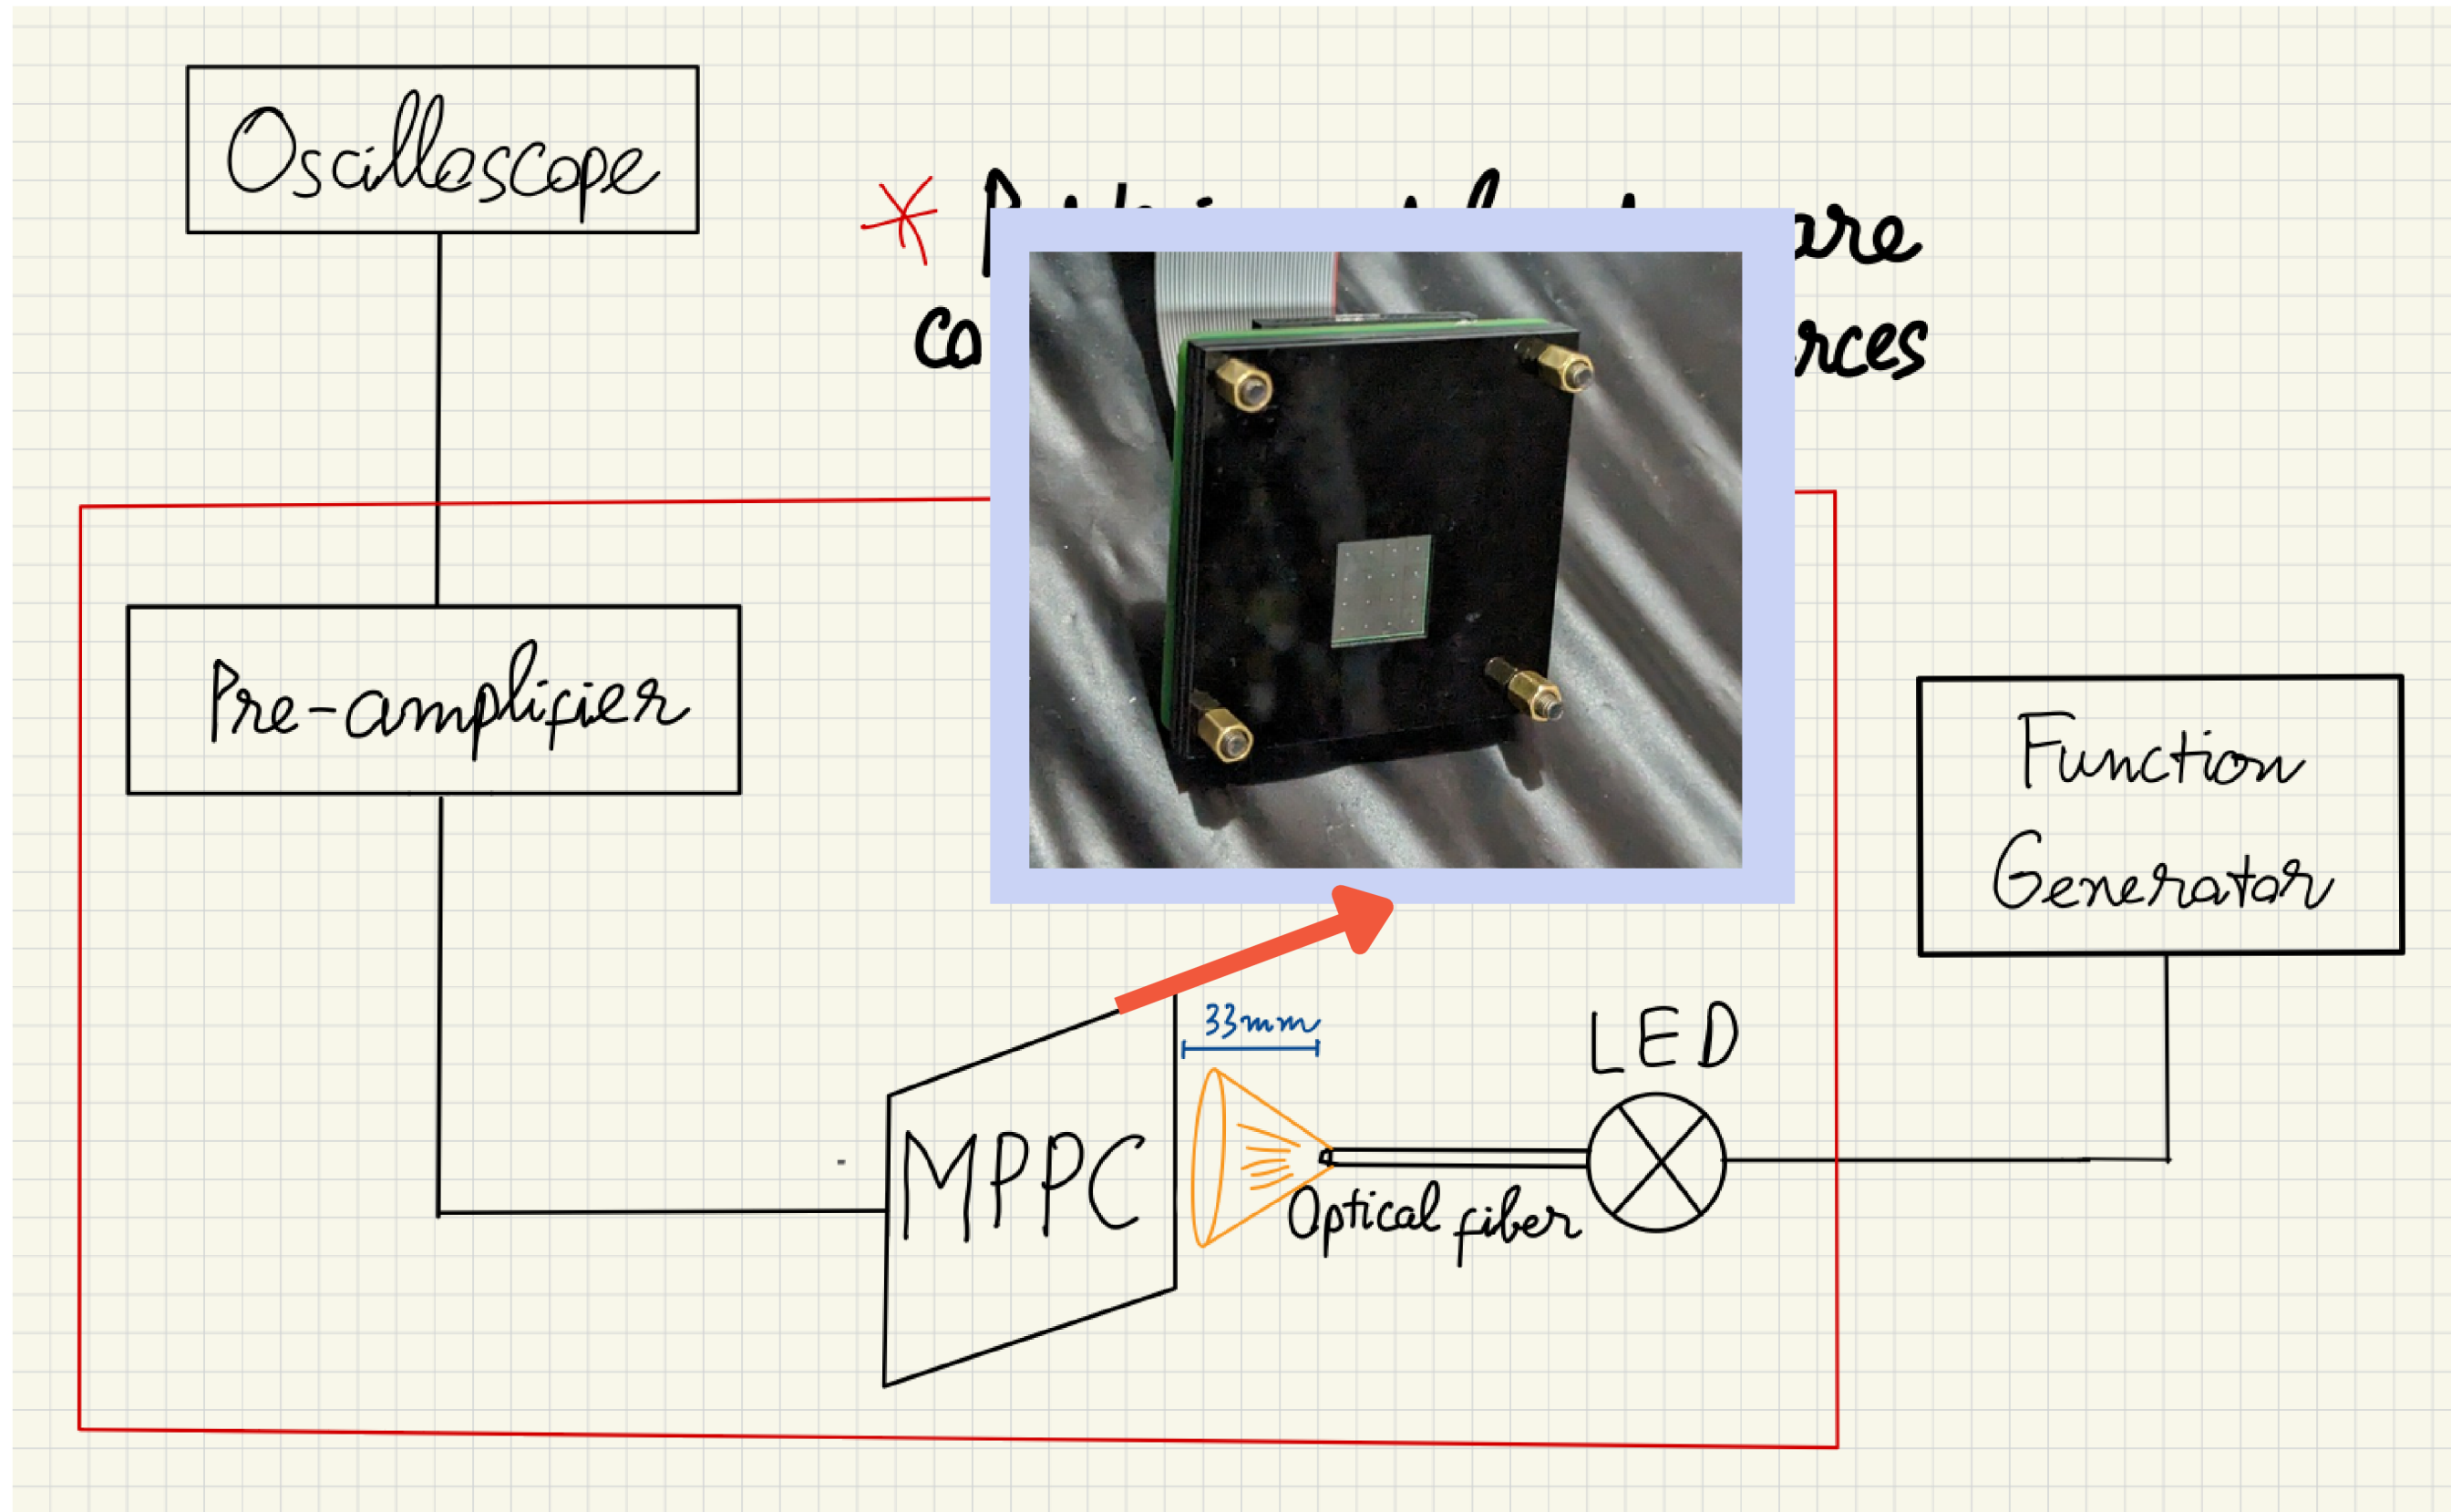 Oscilloscope
* are
co rces
Pre-amplifier
Function
Generator
33mm
LED
MPPC
Optical fiber